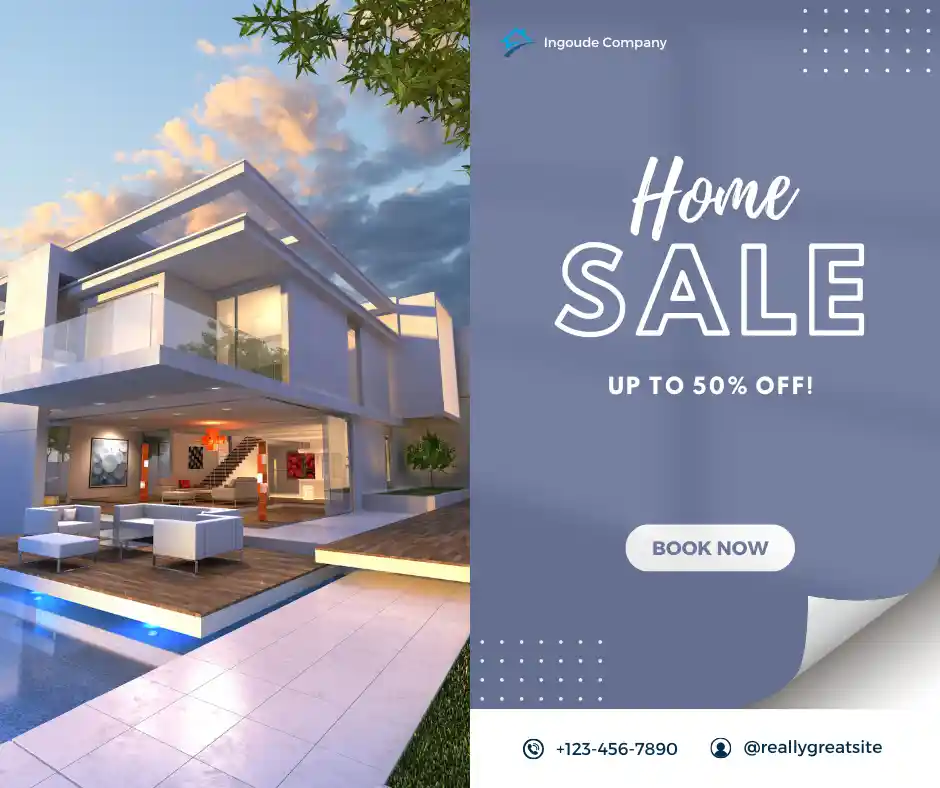 Ingoude Company
Home
SALE
UP TO 50% OFF!
BOOK NOW
+123-456-7890
@reallygreatsite